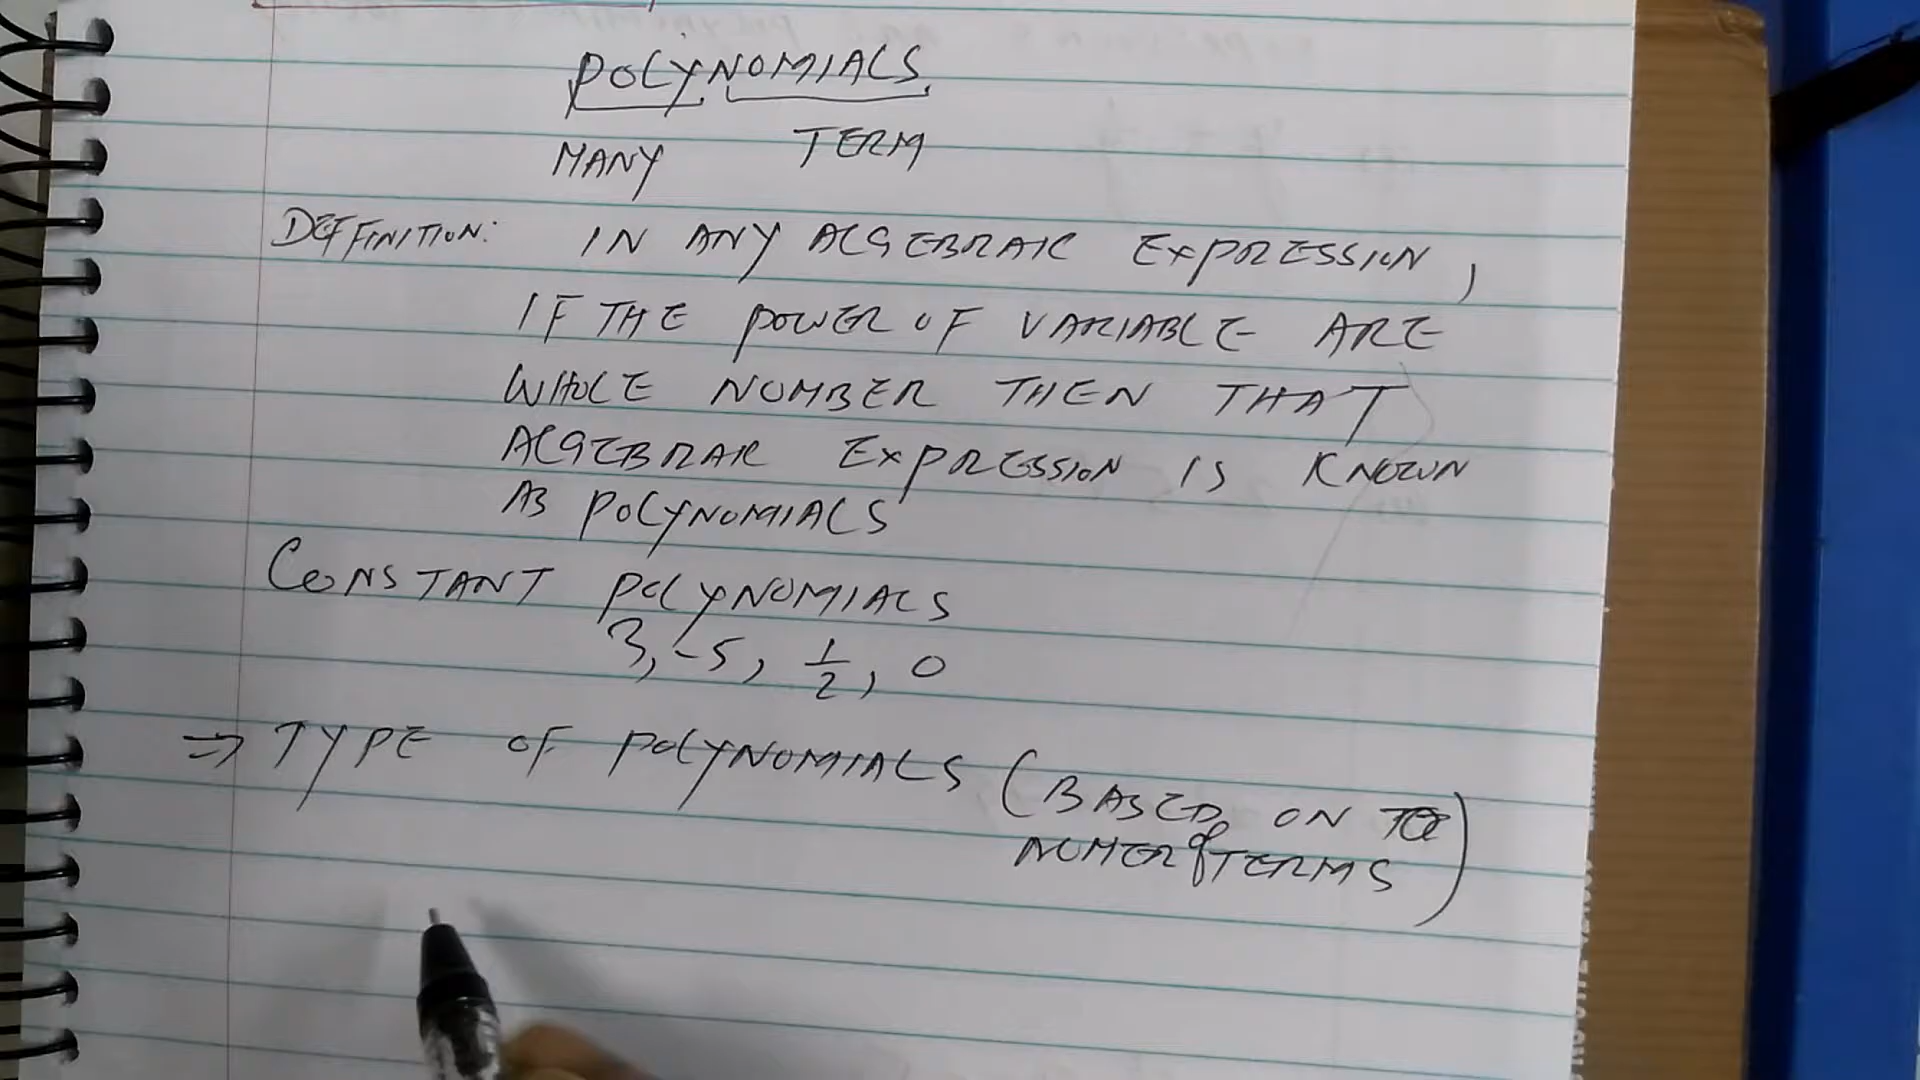 POLYNOMIALS
MANY TERM
DEFFINITION: IN ANY ALGEBRAIC EXPRESSION,
IF THE POWER OF VARIABLE ARE
WHOLE NUMBER THEN THAT
ALGEBRAIC EXPRESSION IS KNOWN
AS POLYNOMIALS
CONSTANT POLYNOMIALS
3, -5, 1/2, 0
⇒ TYPE OF POLYNOMIALS (BASED ON
NUMER of TERMS)